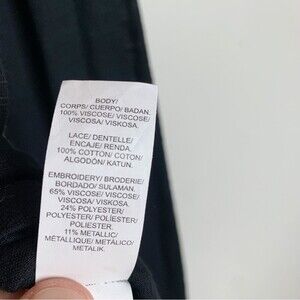 BODY/
CORPS/ CUERPO/ BADAN.
100% VISCOSE/ VISCOSE/
VISCOSA/ VISKOSA.
LACE/ DENTELLE/
ENCAJE/ RENDA.
100% COTTON/ COTON/
ALGODÓN/ KATUN.
EMBROIDERY/ BRODERIE/
BORDADO/ SULAMAN.
65% VISCOSE/ VISCOSE/
VISCOSA/ VISKOSA.
24% POLYESTER/
POLYESTER/ POLIÉSTER/
POLIESTER.
11% METALLIC/
MÉTALLIQUE/ METÁLICO/
METALIK.